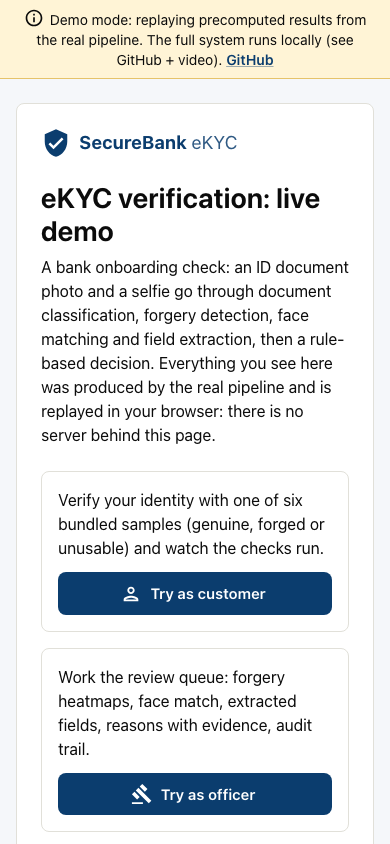 Demo mode: replaying precomputed results from
the real pipeline. The full system runs locally (see
GitHub + video). GitHub
SecureBank eKYC
eKYC verification: live
demo
A bank onboarding check: an ID document
photo and a selfie go through document
classification, forgery detection, face
matching and field extraction, then a rule-
based decision. Everything you see here
was produced by the real pipeline and is
replayed in your browser: there is no
server behind this page.
Verify your identity with one of six
bundled samples (genuine, forged or
unusable) and watch the checks run.
Try as customer
Work the review queue: forgery
heatmaps, face match, extracted
fields, reasons with evidence, audit
trail.
Try as officer